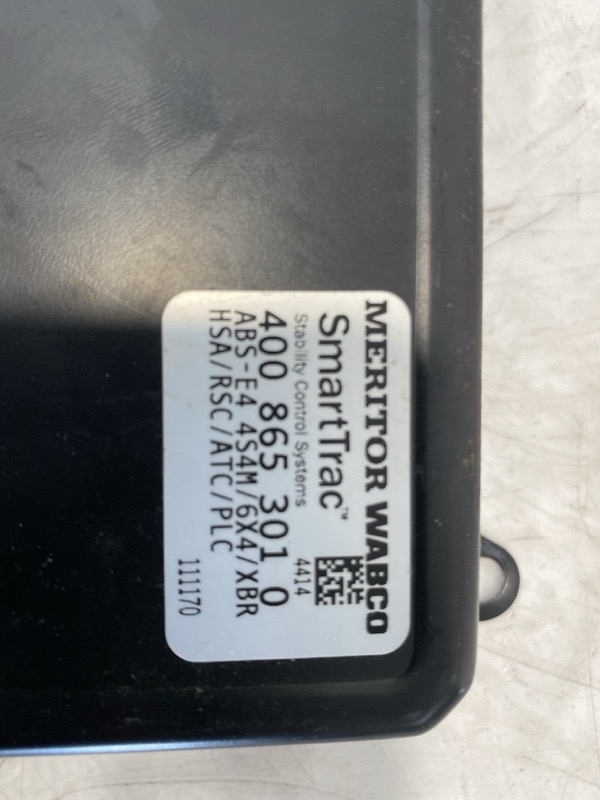 MERITOR WABCO
SmartTrac™
Stability Control Systems 4414
400 865 301 0
ABS-E4 4S4M/6X4/XBR
HSA/RSC/ATC/PLC
111170